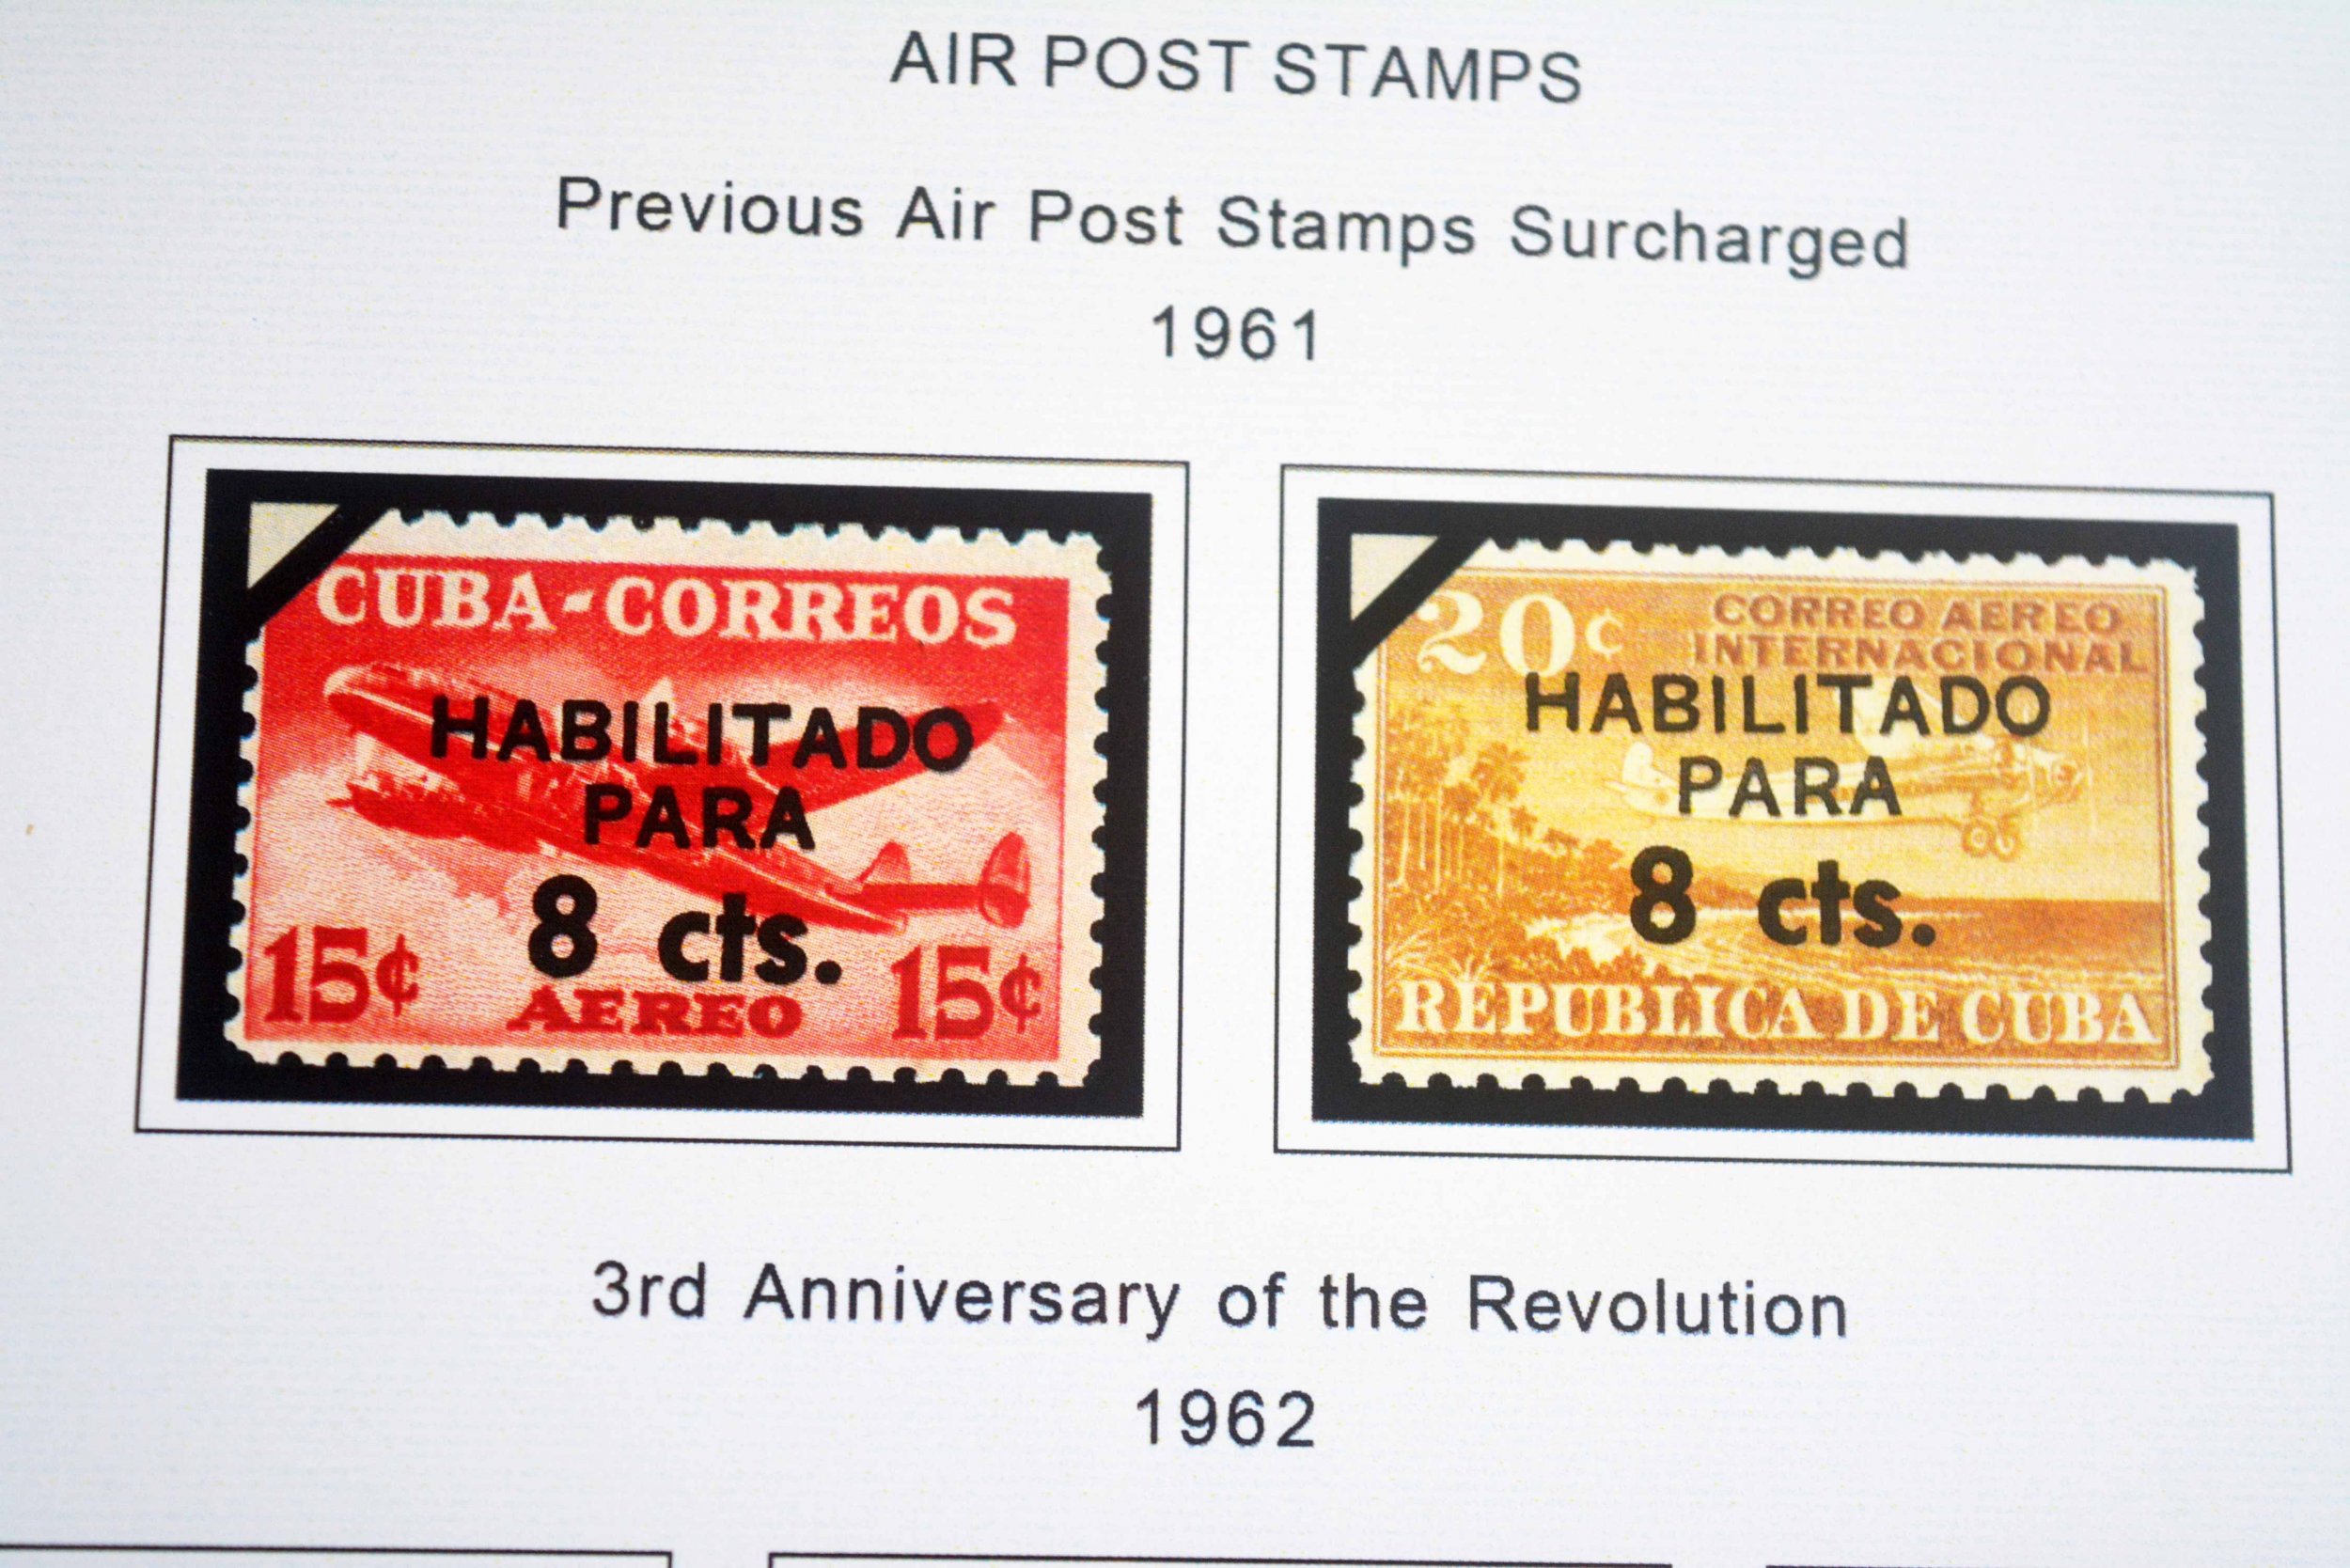 AIR POST STAMPS
Previous Air Post Stamps Surcharged
1961
CUBA-CORREOS
HABILITADO
PARA
8 cts.
15¢
AEREO
15¢
20¢
CORREO AEREO
INTERNACIONAL
HABILITADO
PARA
8 cts.
REPUBLICA DE CUBA
3rd Anniversary of the Revolution
1962